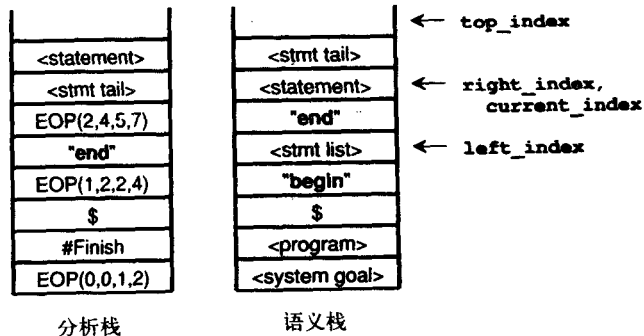 ← top_index
<statement>
<stmt tail>
EOP(2,4,5,7)
"end"
EOP(1,2,2,4)
$
#Finish
EOP(0,0,1,2)
分析栈
<stmt tail>
<statement>
"end"
<stmt list>
"begin"
$
<program>
<system goal>
语义栈
← right_index,
current_index
← left_index